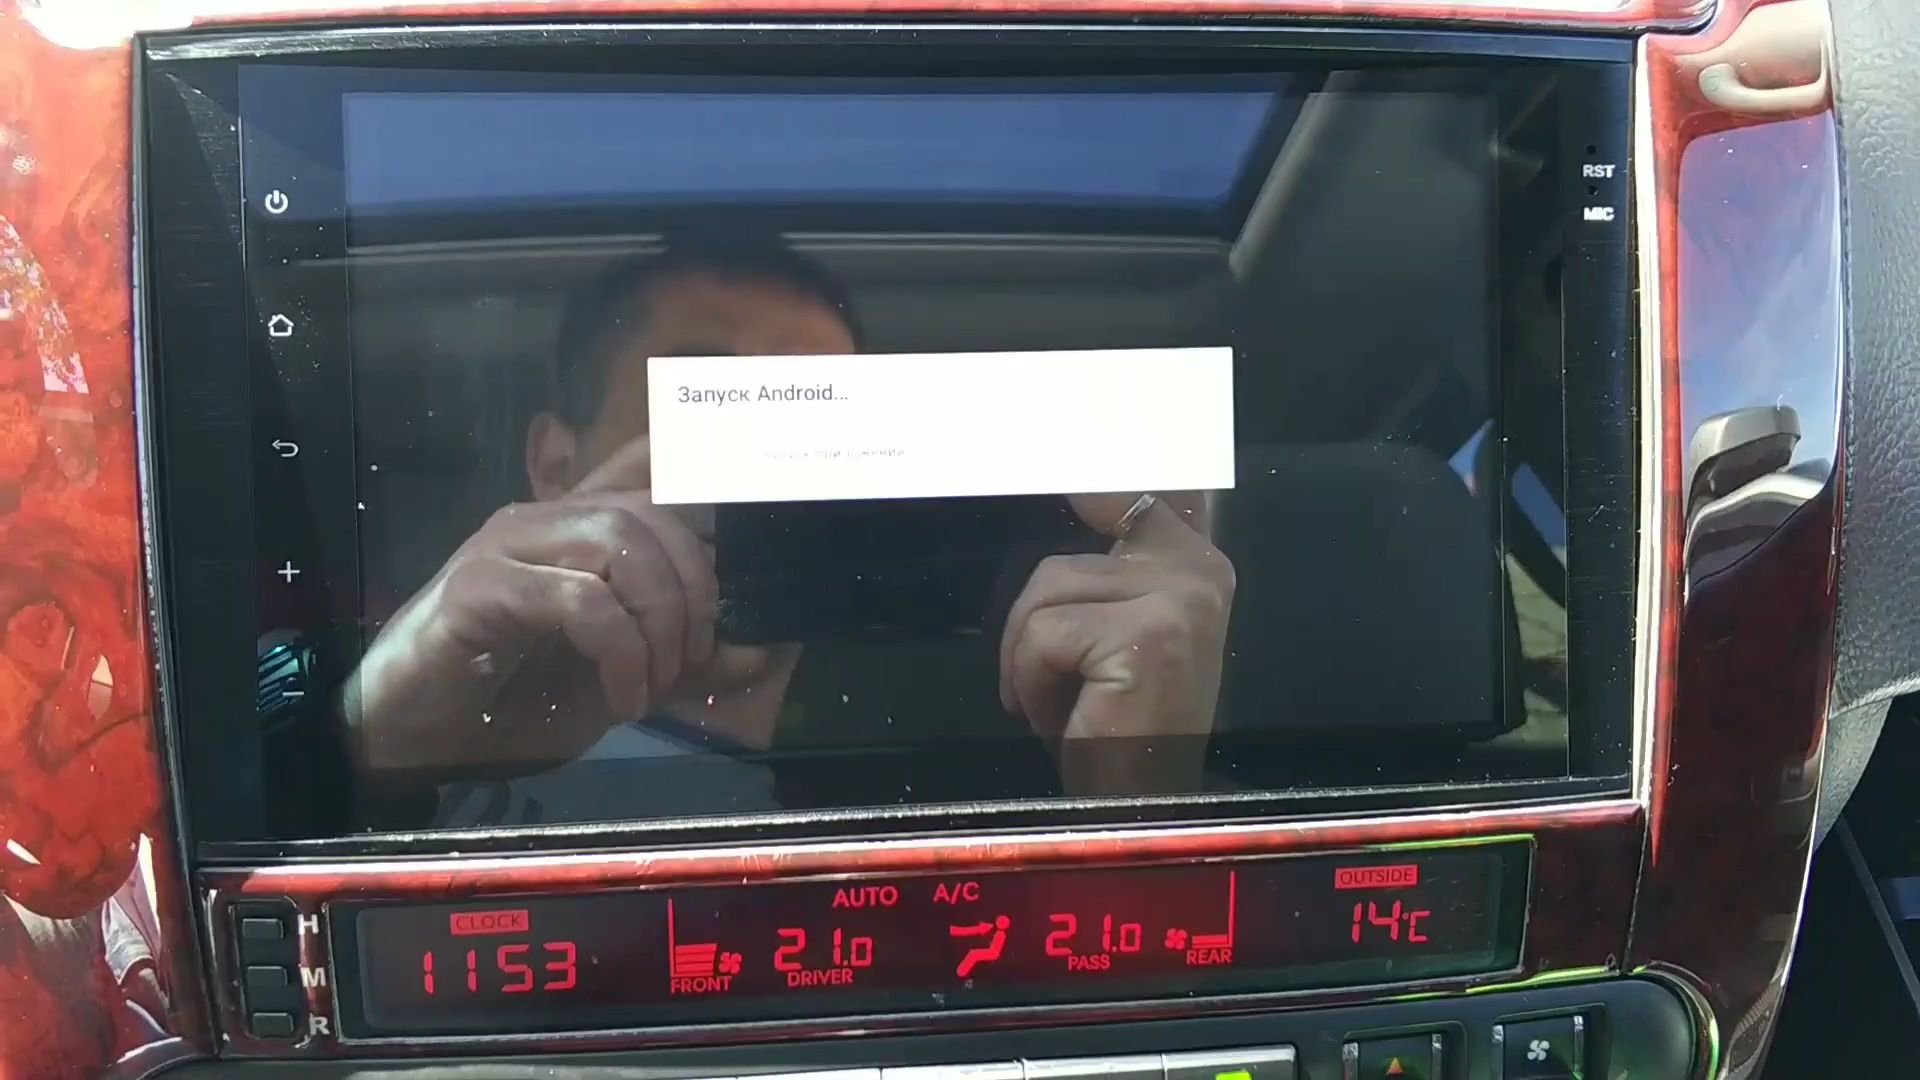 RST
MIC
Запуск Android...
AUTO A/C
OUTSIDE
CLOCK
H
1153
21.0
21.0
14°C
FRONT
DRIVER
PASS
REAR
M
R